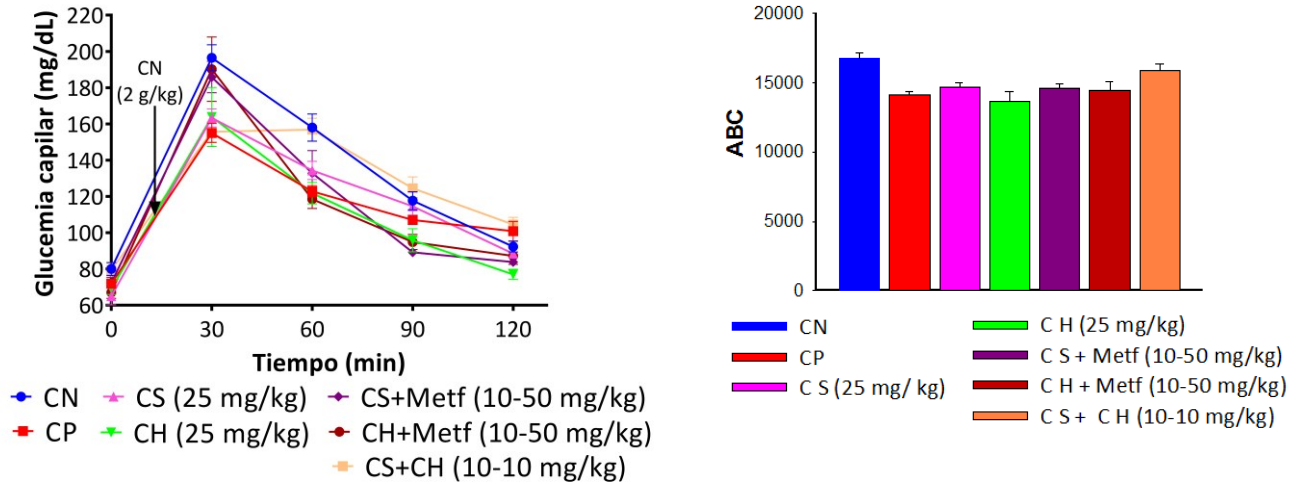 Glucemia capilar (mg/dL)
220
200
180
160
140
120
100
80
60
CN
(2 g/kg)
0
30
60
90
120
Tiempo (min)
CN
CS (25 mg/kg)
CS+Metf (10-50 mg/kg)
CP
CH (25 mg/kg)
CH+Metf (10-50 mg/kg)
CS+CH (10-10 mg/kg)
ABC
20000
15000
10000
5000
0
CN
CP
C S (25 mg/ kg)
C H (25 mg/kg)
C S + Metf (10-50 mg/kg)
C H + Metf (10-50 mg/kg)
C S + C H (10-10 mg/kg)